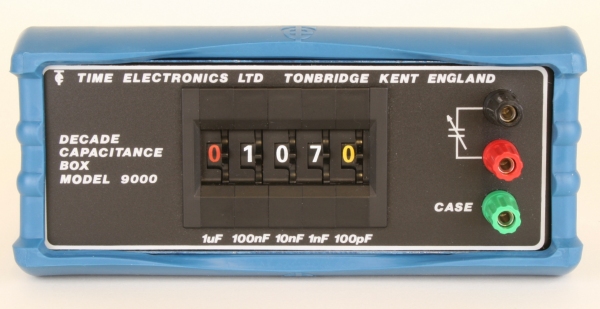 TIME ELECTRONICS LTD TONBRIDGE KENT ENGLAND
DECADE
CAPACITANCE
BOX
MODEL 9000
0 1 0 7 0
CASE
1uF 100nF 10nF 1nF 100pF